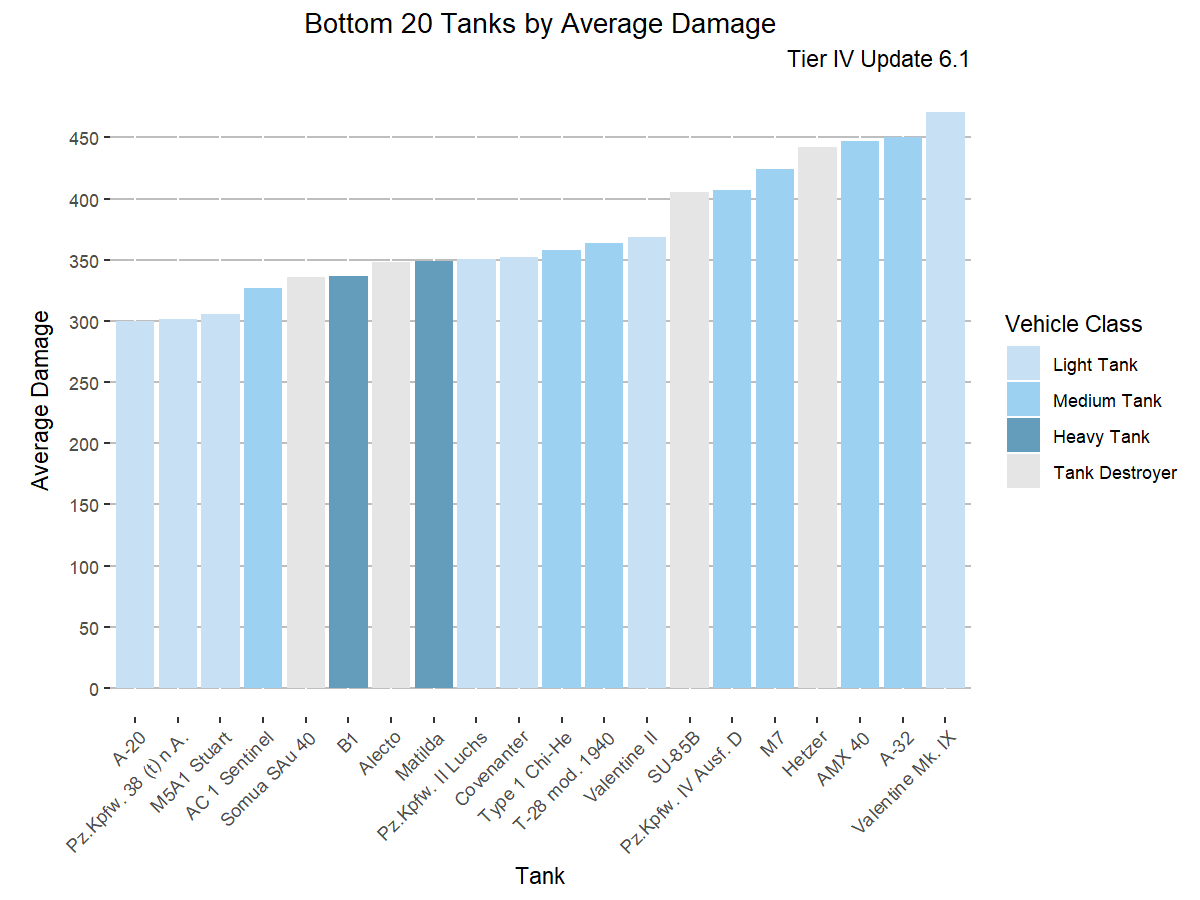 Bottom 20 Tanks by Average Damage
Tier IV Update 6.1
Average Damage
450
400
350
300
250
200
150
100
50
0
A-20
Pz.Kpfw. 38 (t) n.A.
M5A1 Stuart
AC 1 Sentinel
Somua SAu 40
B1
Alecto
Matilda
Pz.Kpfw. II Luchs
Covenanter
Type 1 Chi-He
T-28 mod. 1940
Valentine II
SU-85B
Pz.Kpfw. IV Ausf. D
M7
Hetzer
AMX 40
A-32
Valentine Mk. IX
Tank
Vehicle Class
Light Tank
Medium Tank
Heavy Tank
Tank Destroyer